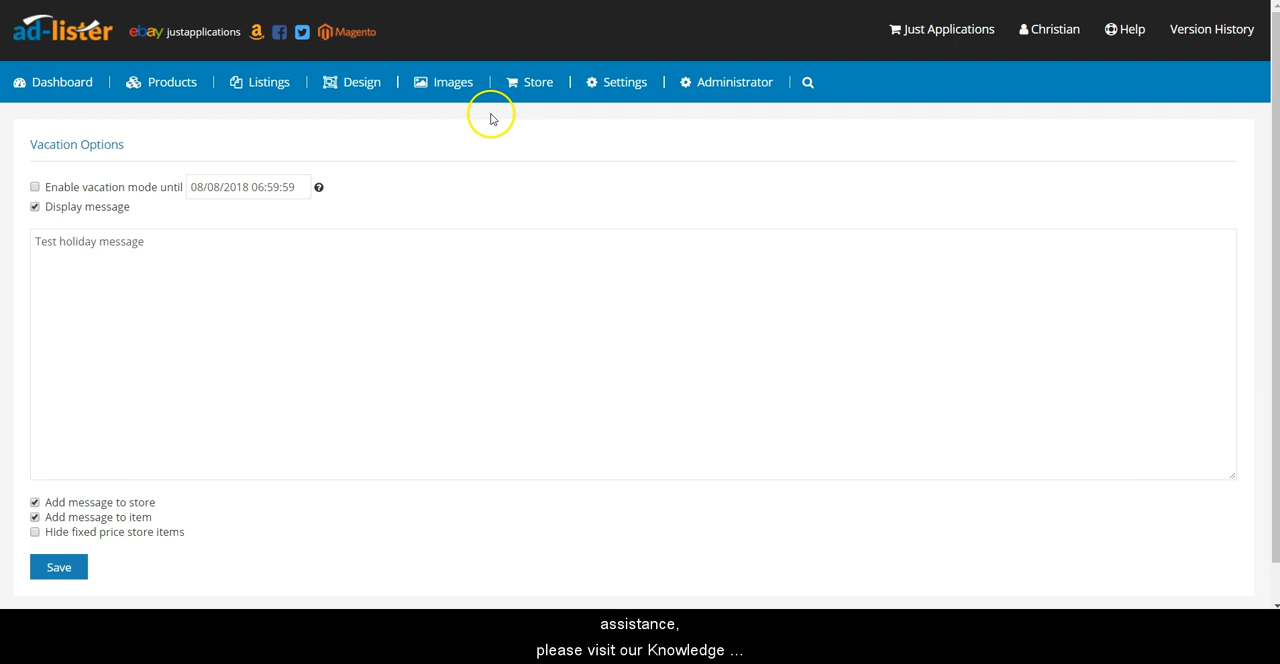 ad-lister ebay justapplications Magento Just Applications Christian Help Version History
Dashboard Products Listings Design Images Store Settings Administrator
Vacation Options
Enable vacation mode until 08/08/2018 06:59:59
Display message
Test holiday message
Add message to store
Add message to item
Hide fixed price store items
Save
assistance,
please visit our Knowledge ...